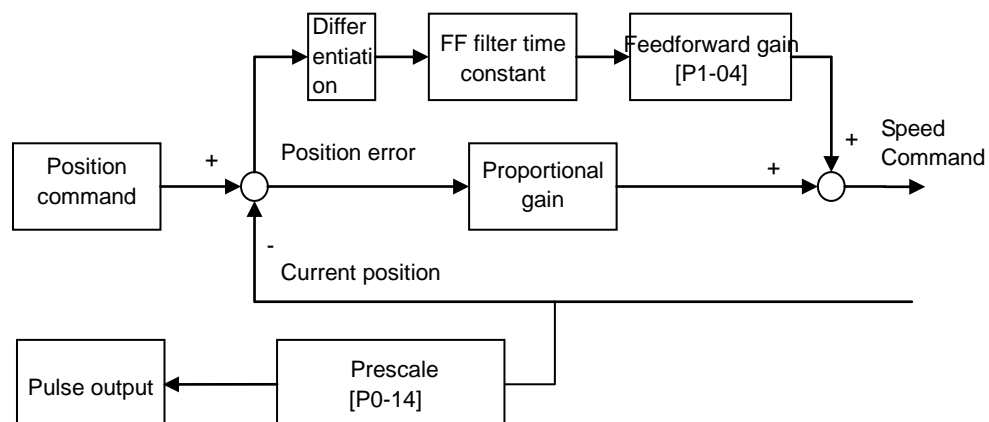 Differ
entiati
on
FF filter time
constant
Feedforward gain
[P1-04]
Position
command
+
Position error
Proportional
gain
+
+
Speed
Command
-
Current position
Pulse output
Prescale
[P0-14]